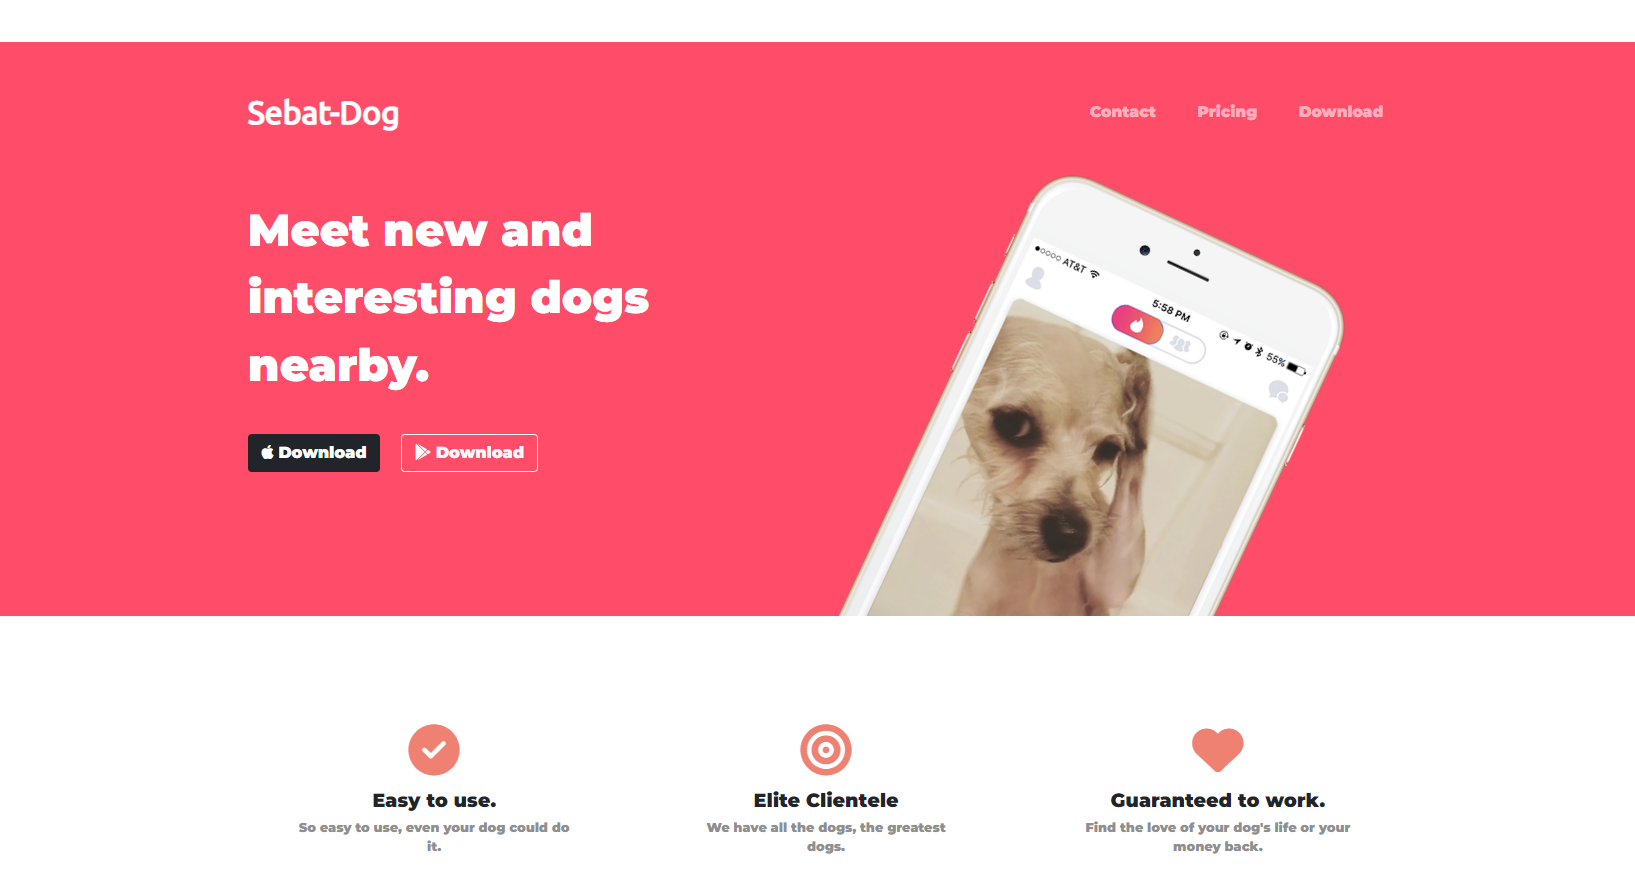 Sebat-Dog
Contact
Pricing
Download
Meet new and
interesting dogs
nearby.
Download
Download
AT&T
5:58 PM
55%
Easy to use.
So easy to use, even your dog could do
it.
Elite Clientele
We have all the dogs, the greatest
dogs.
Guaranteed to work.
Find the love of your dog's life or your
money back.